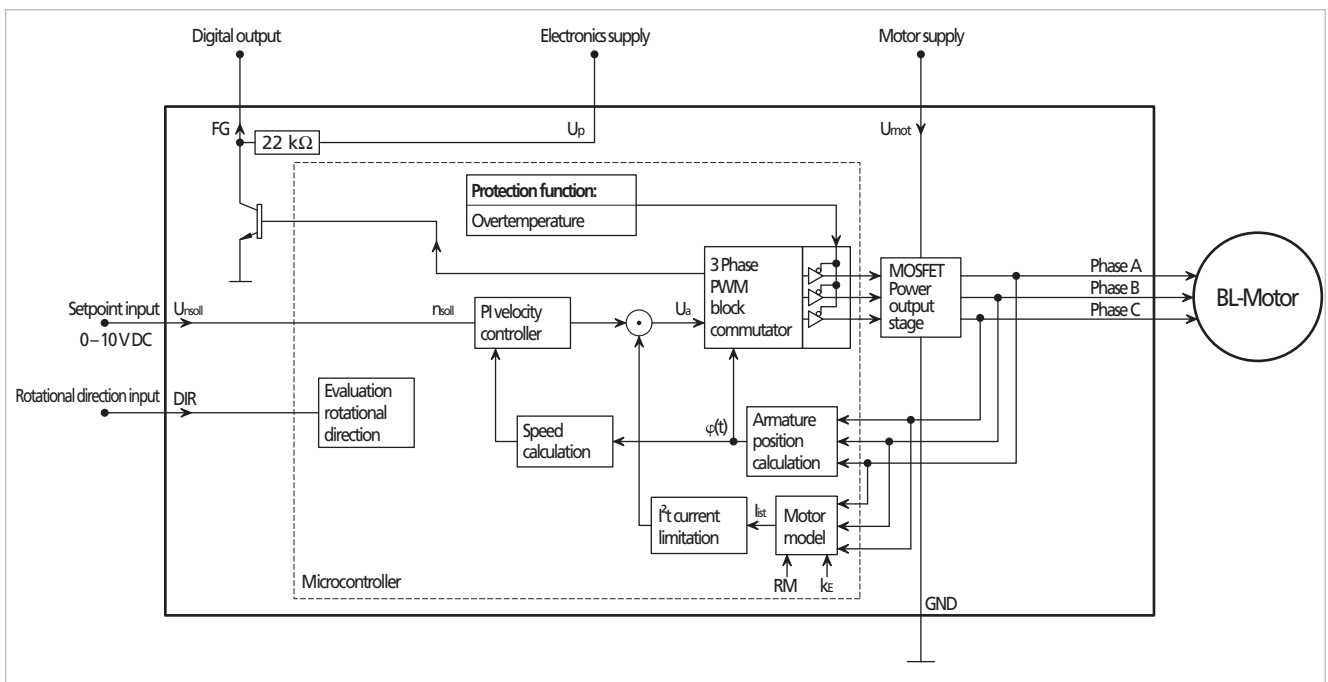 Digital output
Electronics supply
Motor supply
FG
22 kΩ
Up
Umot
Protection function:
Overtemperature
3 Phase
PWM
block
commutator
MOSFET
Power
output
stage
Phase A
Phase B
Phase C
BL-Motor
Setpoint input
0–10 V DC
Unsoll
nsoll
PI velocity
controller
Ua
Rotational direction input
DIR
Evaluation
rotational
direction
Speed
calculation
φ(t)
Armature
position
calculation
I²t current
limitation
Iist
Motor
model
RM
kE
Microcontroller
GND